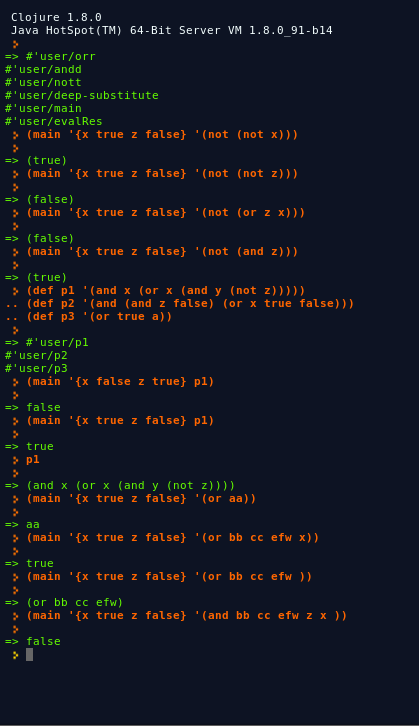 Clojure 1.8.0
Java HotSpot(TM) 64-Bit Server VM 1.8.0_91-b14
=> #'user/orr
#'user/andd
#'user/nott
#'user/deep-substitute
#'user/main
#'user/evalRes
(main '{x true z false} '(not (not x)))
=> (true)
(main '{x true z false} '(not (not z)))
=> (false)
(main '{x true z false} '(not (or z x)))
=> (false)
(main '{x true z false} '(not (and z)))
=> (true)
(def p1 '(and x (or x (and y (not z)))))
.. (def p2 '(and (and z false) (or x true false)))
.. (def p3 '(or true a))
=> #'user/p1
#'user/p2
#'user/p3
(main '{x false z true} p1)
=> false
(main '{x true z false} p1)
=> true
p1
=> (and x (or x (and y (not z))))
(main '{x true z false} '(or aa))
=> aa
(main '{x true z false} '(or bb cc efw x))
=> true
(main '{x true z false} '(or bb cc efw ))
=> (or bb cc efw)
(main '{x true z false} '(and bb cc efw z x ))
=> false